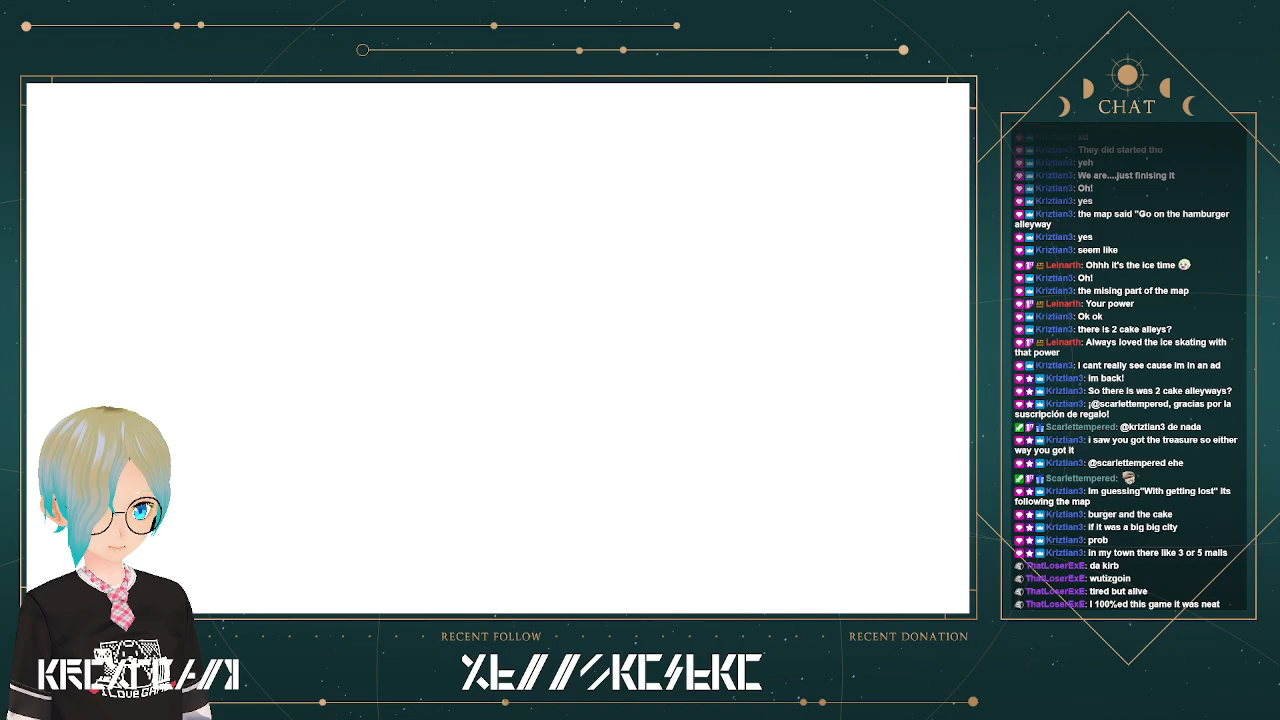 CHAT
ad
Kriztian3: They did started tho
Kriztian3: yeh
Kriztian3: We are....just finising it
Kriztian3: Oh!
Kriztian3: yes
Kriztian3: the map said "Go on the hamburger
alleyway
Kriztian3: yes
Kriztian3: seem like
Leinarth: Ohhh it's the ice time
Kriztian3: Oh!
Kriztian3: the mising part of the map
Leinarth: Your power
Kriztian3: Ok ok
Kriztian3: there is 2 cake alleys?
Leinarth: Always loved the ice skating with
that power
Kriztian3: i cant really see cause im in an ad
Kriztian3: im back!
Kriztian3: So there is was 2 cake alleyways?
Kriztian3: ¡@scarlettempered, gracias por la
suscripción de regalo!
Scarlettempered: @kriztian3 de nada
Kriztian3: i saw you got the treasure so either
way you got it
Kriztian3: @scarlettempered ehe
Scarlettempered:
Kriztian3: Im guessing"With getting lost" its
following the map
Kriztian3: burger and the cake
Kriztian3: If it was a big big city
Kriztian3: prob
Kriztian3: in my town there like 3 or 5 malls
ThatLoserExE: da kirb
ThatLoserExE: wutizgoin
ThatLoserExE: tired but alive
ThatLoserExE: I 100%ed this game it was neat
RECENT FOLLOW
RECENT DONATION
I LOVE GAM